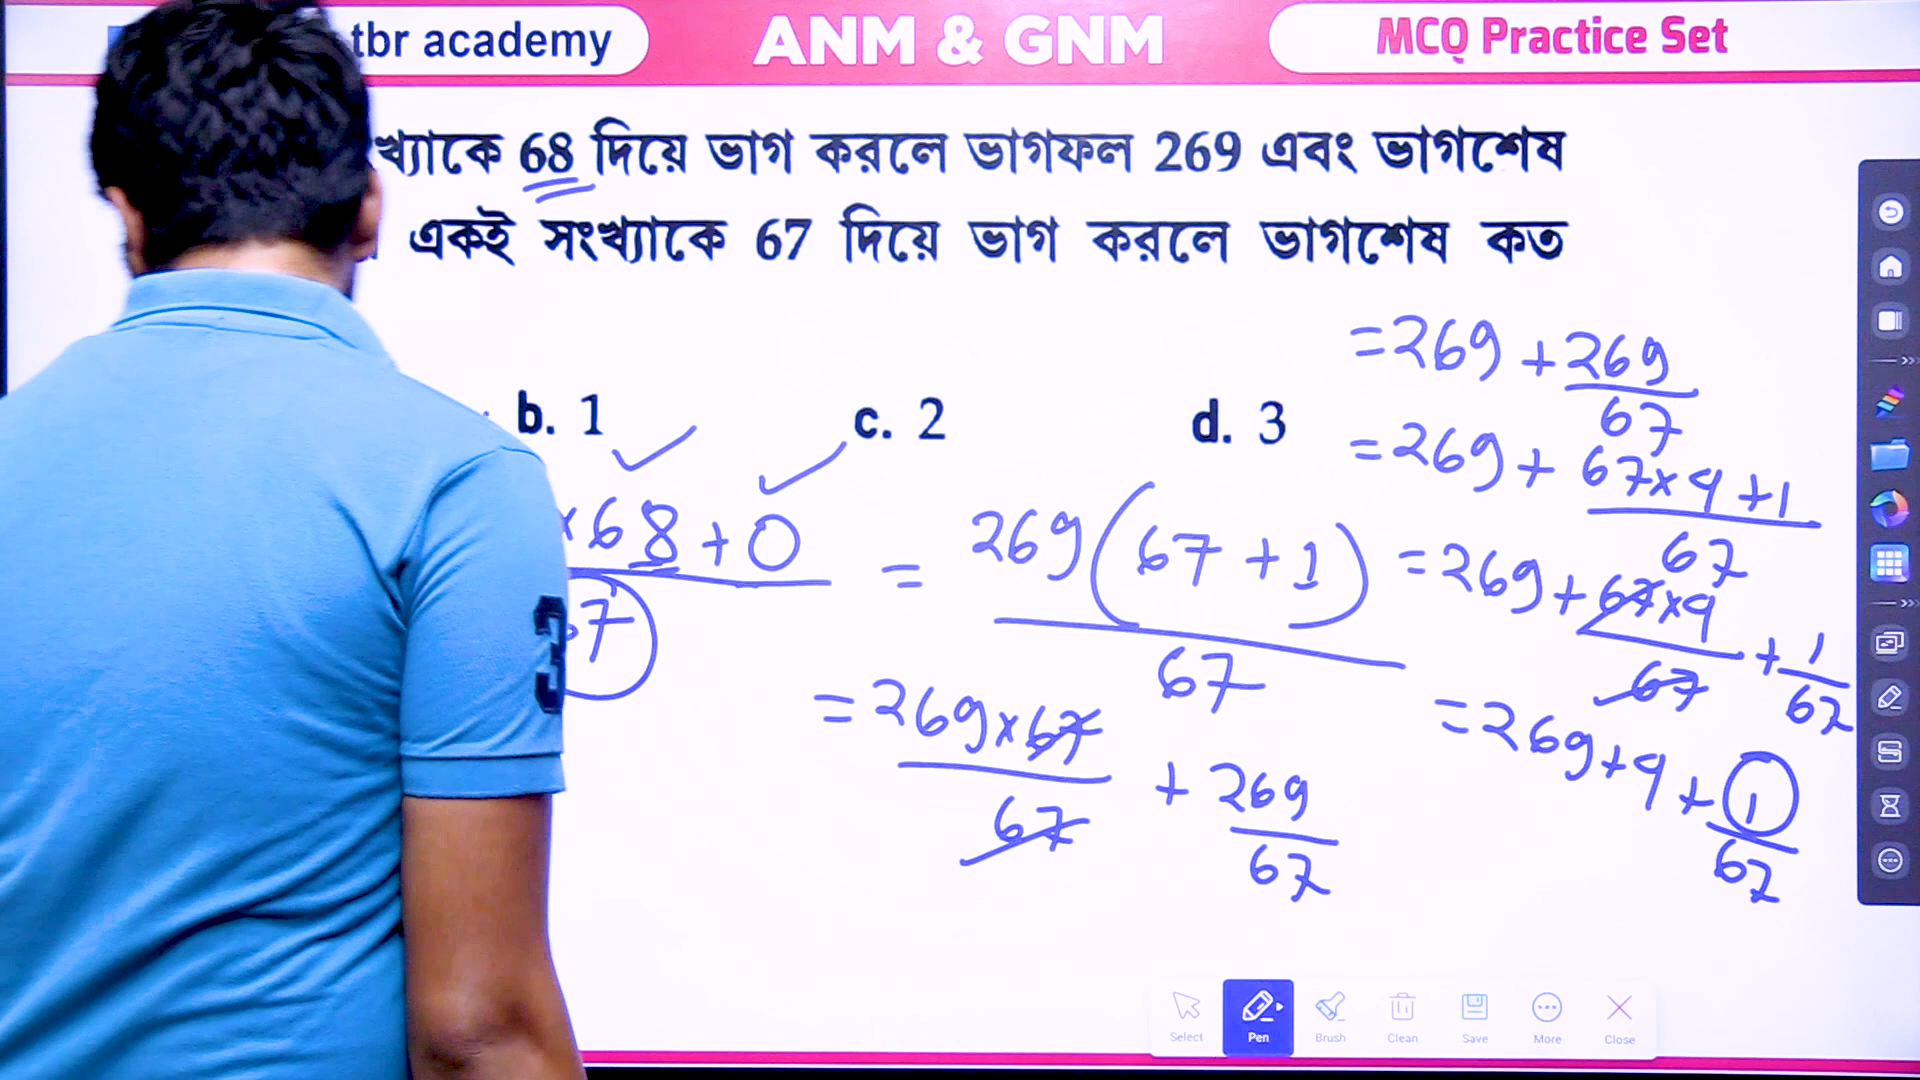 tbr academy
ANM & GNM
MCQ Practice Set
খ্যাকে 68 দিয়ে ভাগ করলে ভাগফল 269 এবং ভাগশেষ
একই সংখ্যাকে 67 দিয়ে ভাগ করলে ভাগশেষ কত
b. 1
c. 2
d. 3
×68+0
7
= 269(67+1)
67
= 269×67
67
+ 269
67
=269+269
67
=269+ 67×4+1
67
=269+67×4
67
+1
67
=269+4+1
67
3
Select
Pen
Brush
Clean
Save
More
Close